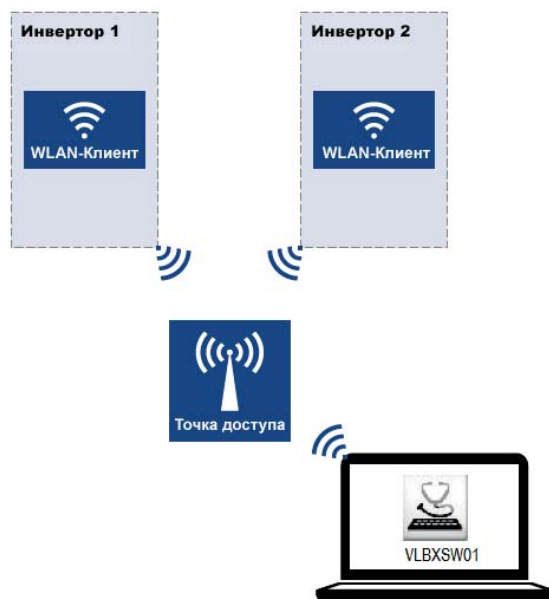 Инвертор 1
Инвертор 2
WLAN-Клиент
WLAN-Клиент
Точка доступа
VLBXSW01